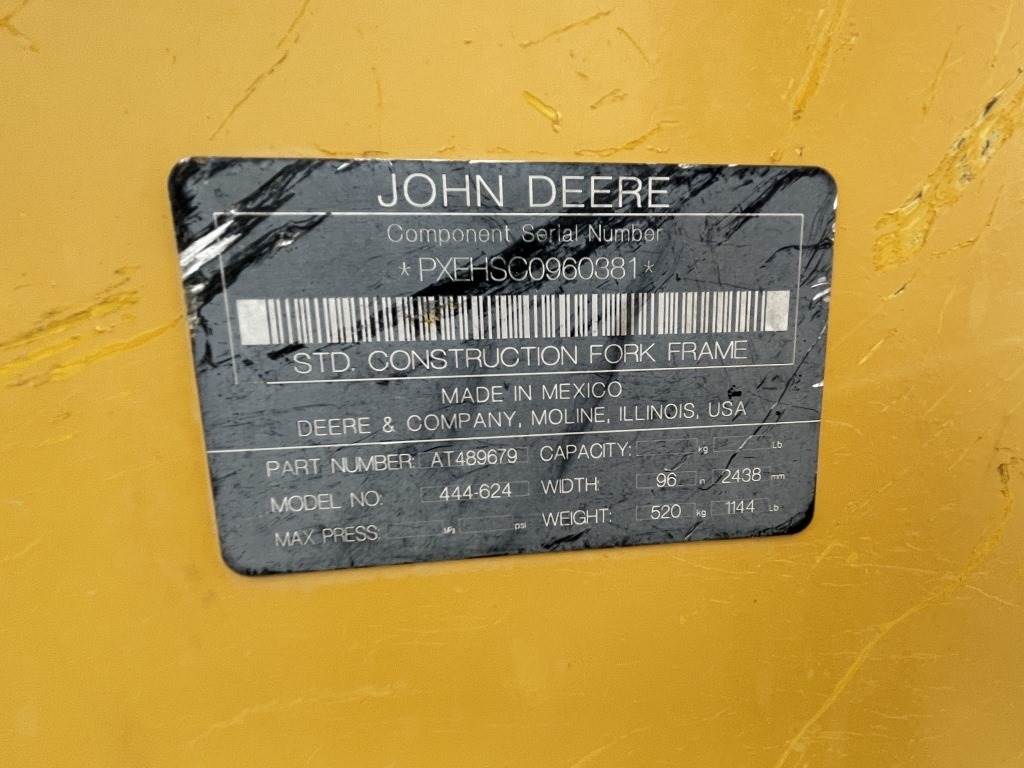 JOHN DEERE
Component Serial Number
*PXEHSC0960381*
STD. CONSTRUCTION FORK FRAME
MADE IN MEXICO
DEERE & COMPANY, MOLINE, ILLINOIS, USA
PART NUMBER: AT489679 CAPACITY: kg Lb
MODEL NO. 444-624 WIDTH: 96 in 2438 mm
MAX PRESS: psi WEIGHT: 520 kg 1144 Lb